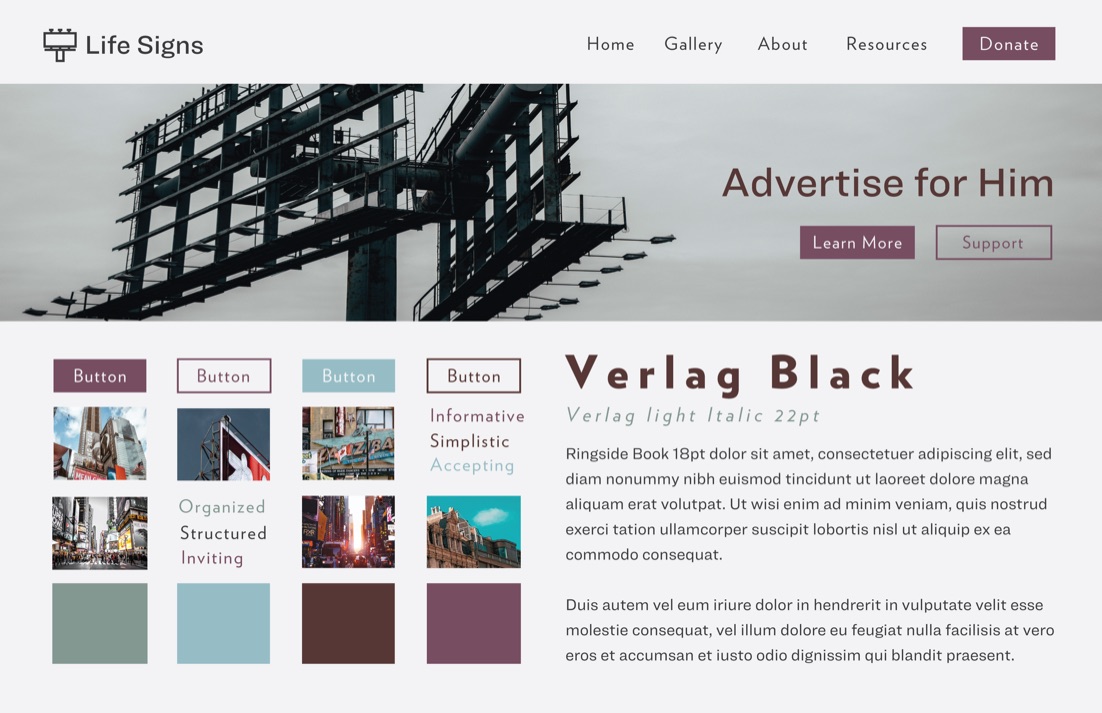 Life Signs
Home Gallery About Resources Donate
Advertise for Him
Learn More Support
Button Button Button Button
Informative
Simplistic
Accepting
Organized
Structured
Inviting
Verlag Black
Verlag light Italic 22pt
Ringside Book 18pt dolor sit amet, consectetuer adipiscing elit, sed
diam nonummy nibh euismod tincidunt ut laoreet dolore magna
aliquam erat volutpat. Ut wisi enim ad minim veniam, quis nostrud
exerci tation ullamcorper suscipit lobortis nisl ut aliquip ex ea
commodo consequat.
Duis autem vel eum iriure dolor in hendrerit in vulputate velit esse
molestie consequat, vel illum dolore eu feugiat nulla facilisis at vero
eros et accumsan et iusto odio dignissim qui blandit praesent.